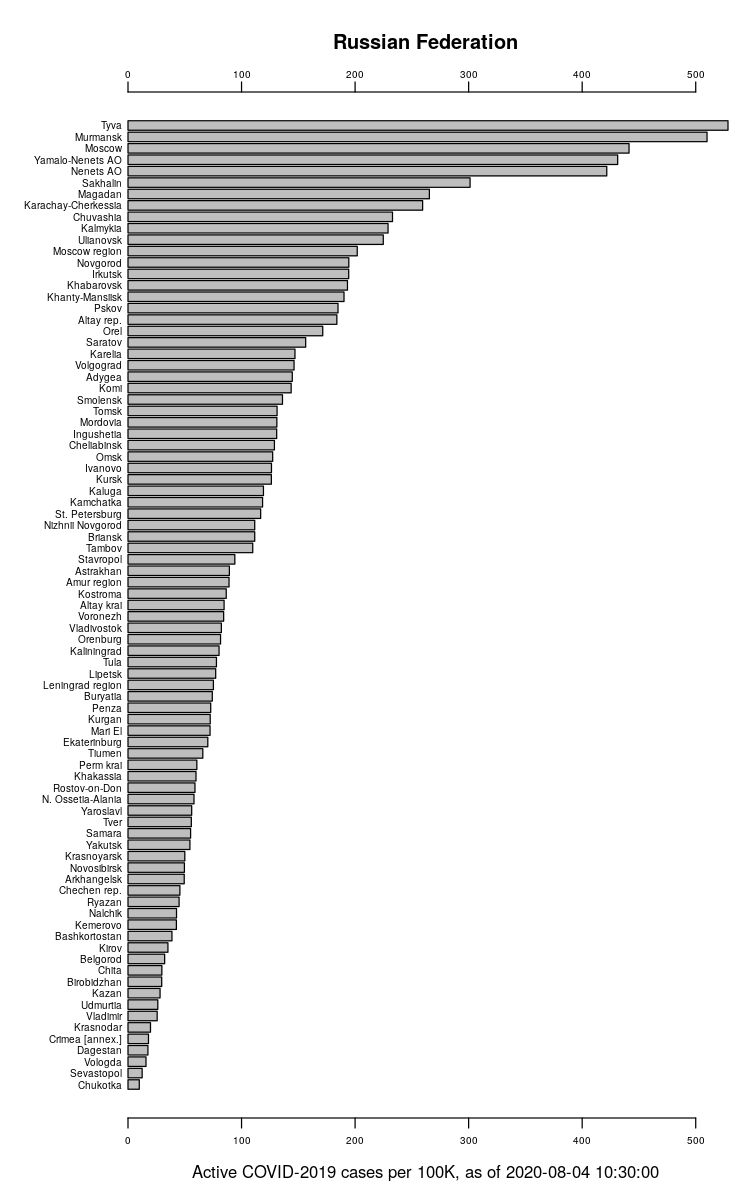 Russian Federation
0 100 200 300 400 500
Tyva
Murmansk
Moscow
Yamalo-Nenets AO
Nenets AO
Sakhalin
Magadan
Karachay-Cherkessia
Chuvashia
Kalmykia
Ulianovsk
Moscow region
Novgorod
Irkutsk
Khabarovsk
Khanty-Mansiisk
Pskov
Altay rep.
Orel
Saratov
Karelia
Volgograd
Adygea
Komi
Smolensk
Tomsk
Mordovia
Ingushetia
Cheliabinsk
Omsk
Ivanovo
Kursk
Kaluga
Kamchatka
St. Petersburg
Nizhnii Novgorod
Briansk
Tambov
Stavropol
Astrakhan
Amur region
Kostroma
Altay krai
Voronezh
Vladivostok
Orenburg
Kaliningrad
Tula
Lipetsk
Leningrad region
Buryatia
Penza
Kurgan
Mari El
Ekaterinburg
Tiumen
Perm krai
Khakassia
Rostov-on-Don
N. Ossetia-Alania
Yaroslavl
Tver
Samara
Yakutsk
Krasnoyarsk
Novosibirsk
Arkhangelsk
Chechen rep.
Ryazan
Nalchik
Kemerovo
Bashkortostan
Kirov
Belgorod
Chita
Birobidzhan
Kazan
Udmurtia
Vladimir
Krasnodar
Crimea [annex.]
Dagestan
Vologda
Sevastopol
Chukotka
0 100 200 300 400 500
Active COVID-2019 cases per 100K, as of 2020-08-04 10:30:00